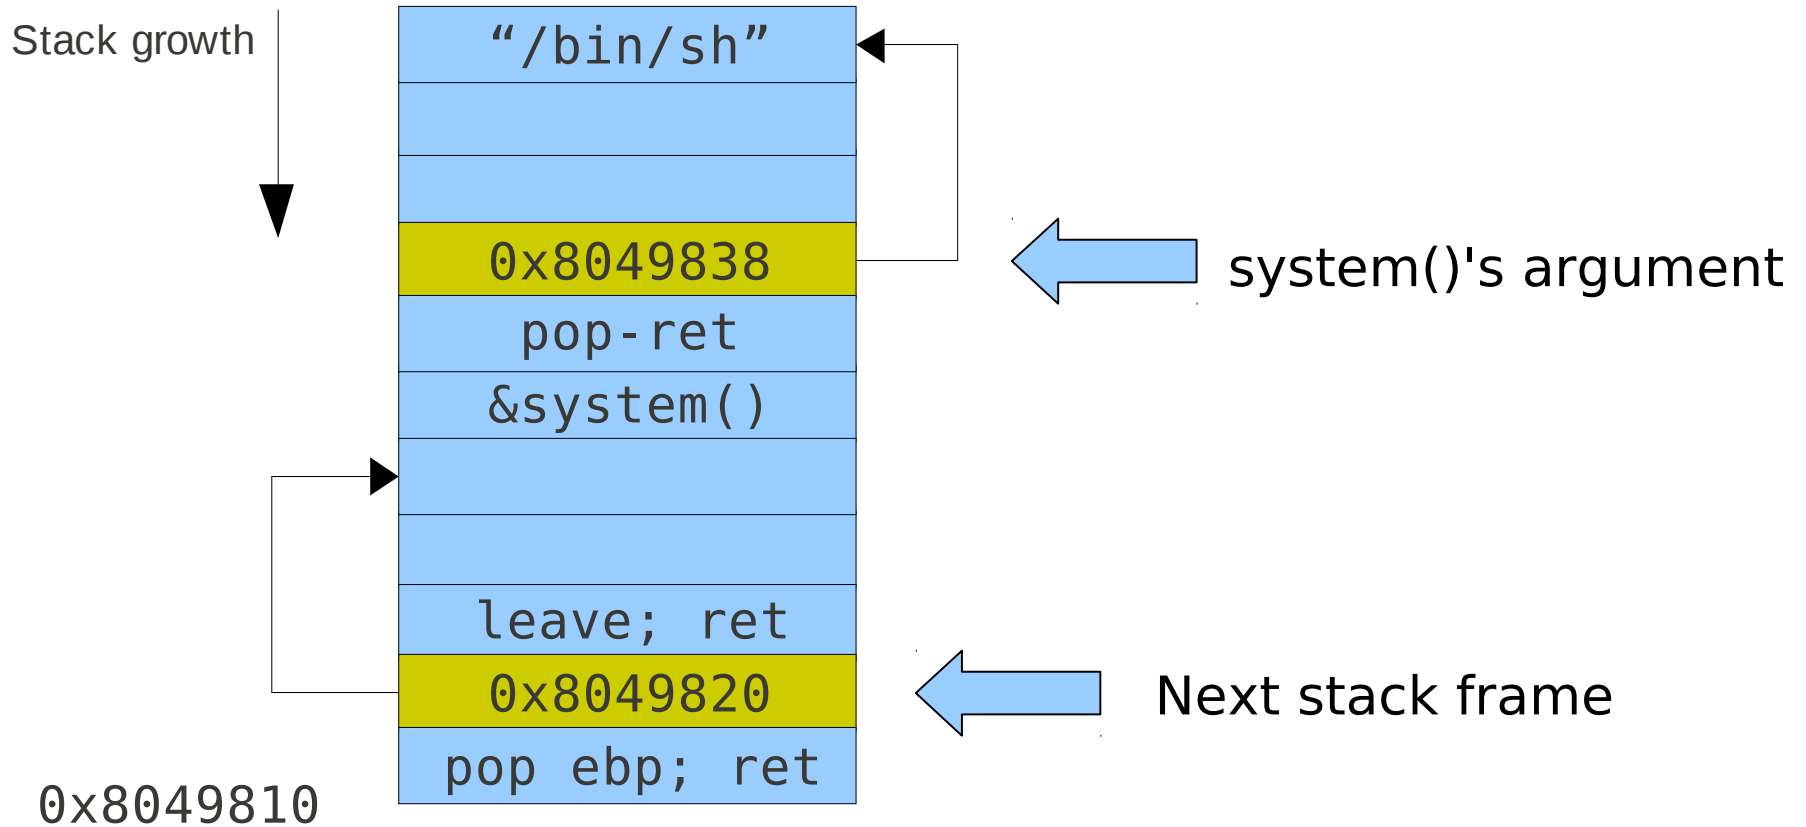 Stack growth
“/bin/sh”
0x8049838
system()'s argument
pop-ret
&system()
leave; ret
0x8049820
Next stack frame
pop ebp; ret
0x8049810